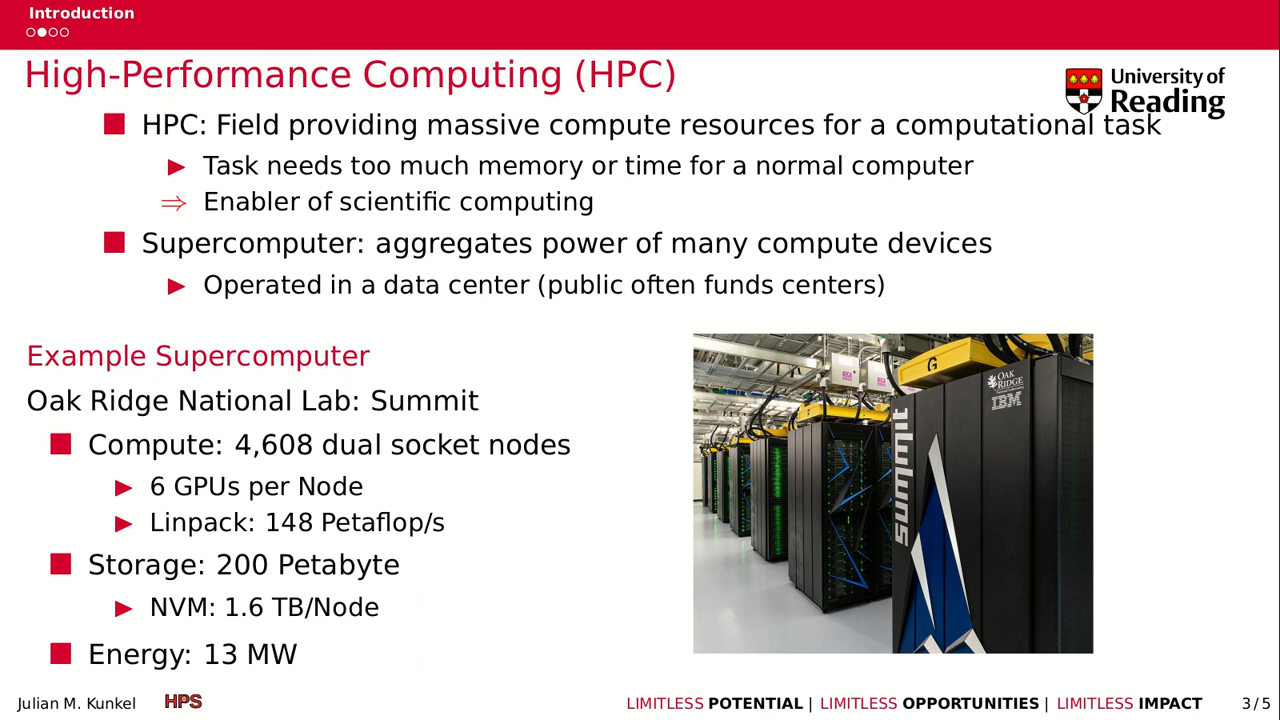 Introduction
High-Performance Computing (HPC)
University of
Reading
HPC: Field providing massive compute resources for a computational task
Task needs too much memory or time for a normal computer
⇒ Enabler of scientific computing
Supercomputer: aggregates power of many compute devices
Operated in a data center (public often funds centers)
Example Supercomputer
Oak Ridge National Lab: Summit
Compute: 4,608 dual socket nodes
6 GPUs per Node
Linpack: 148 Petaflop/s
Storage: 200 Petabyte
NVM: 1.6 TB/Node
Energy: 13 MW
G
OAK
RIDGE
IBM
summit
Julian M. Kunkel
HPS
LIMITLESS POTENTIAL | LIMITLESS OPPORTUNITIES | LIMITLESS IMPACT
3/5